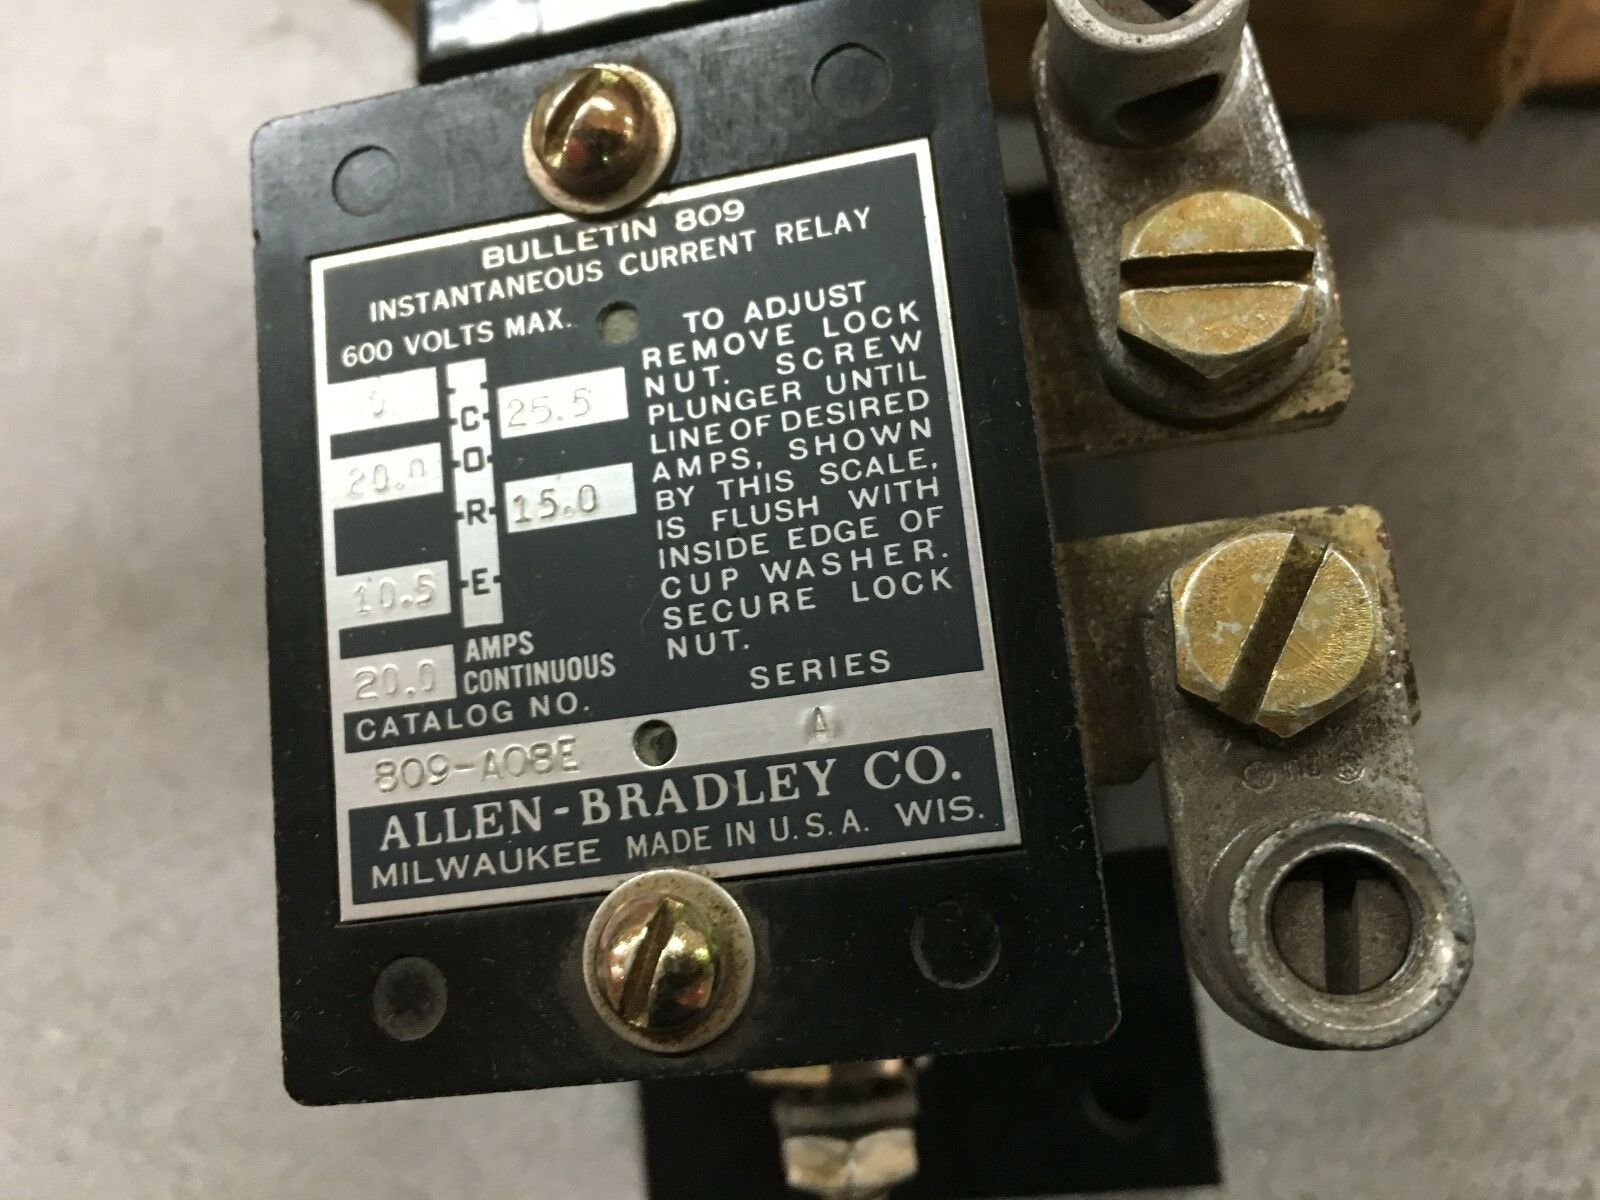 BULLETIN 809
INSTANTANEOUS CURRENT RELAY
600 VOLTS MAX.
CORE
25.5
20.0
15.0
10.5
20.0
AMPS
CONTINUOUS
TO ADJUST
REMOVE LOCK
NUT. SCREW
PLUNGER UNTIL
LINE OF DESIRED
AMPS, SHOWN
BY THIS SCALE,
IS FLUSH WITH
INSIDE EDGE OF
CUP WASHER.
SECURE LOCK
NUT.
CATALOG NO. SERIES
809-A08E A
ALLEN-BRADLEY CO.
MILWAUKEE MADE IN U.S.A. WIS.